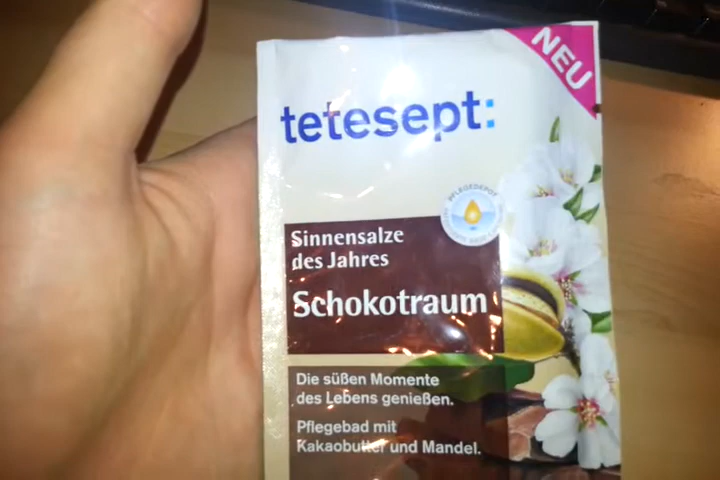 NEU
tetesept:
PFLEGEDEPOT
Sinnensalze
des Jahres
Schokotraum
Die süßen Momente
des Lebens genießen.
Pflegebad mit
Kakaobutter und Mandel.